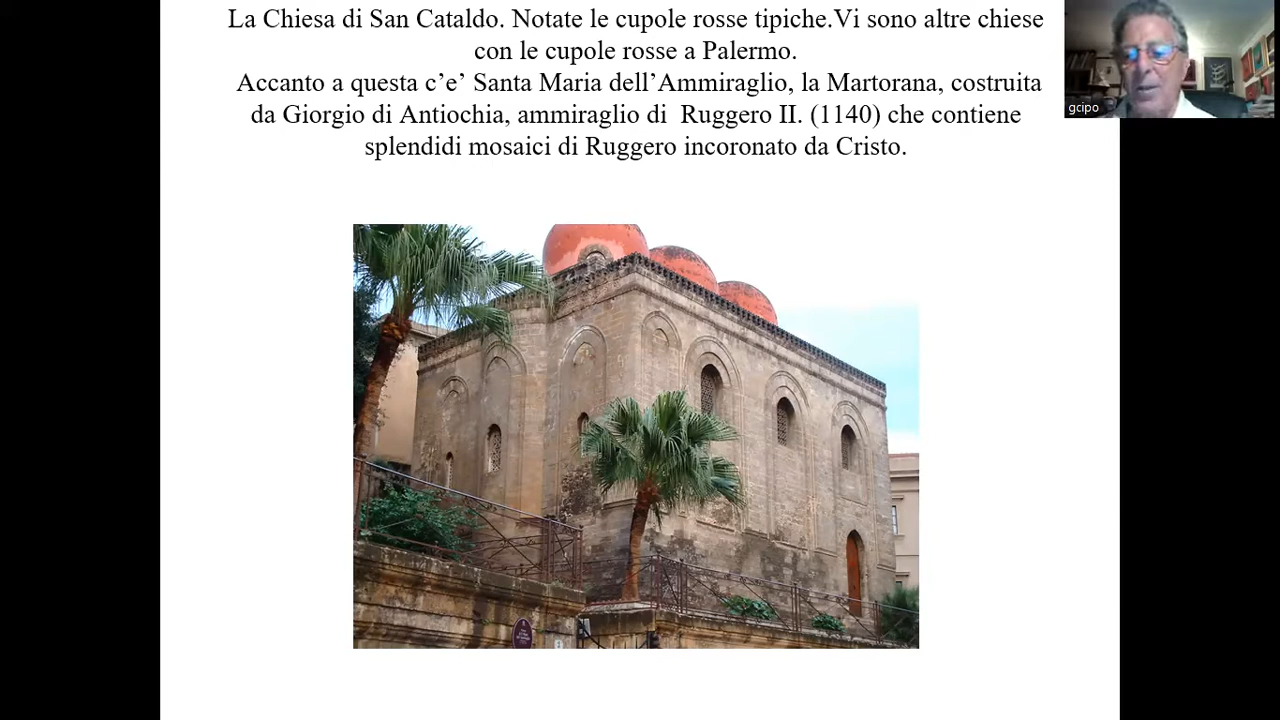 La Chiesa di San Cataldo. Notate le cupole rosse tipiche.Vi sono altre chiese
con le cupole rosse a Palermo.
Accanto a questa c’e’ Santa Maria dell’Ammiraglio, la Martorana, costruita
da Giorgio di Antiochia, ammiraglio di Ruggero II. (1140) che contiene
splendidi mosaici di Ruggero incoronato da Cristo.
gcipo